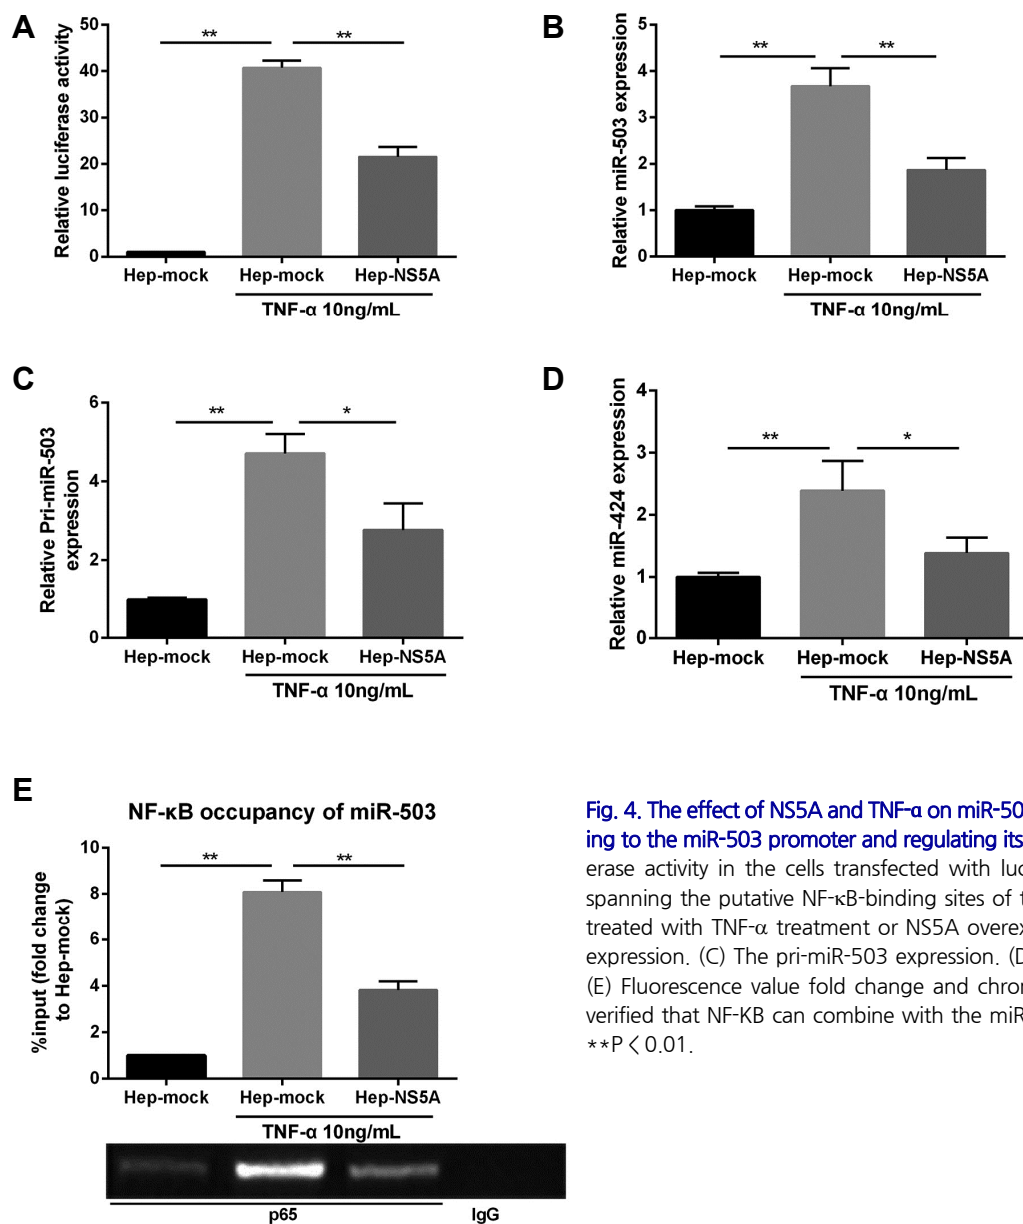 A
Relative luciferase activity
50
40
30
20
10
0
**
**
Hep-mock
Hep-mock
Hep-NS5A
TNF-α 10ng/mL
B
Relative miR-503 expression
5
4
3
2
1
0
**
**
Hep-mock
Hep-mock
Hep-NS5A
TNF-α 10ng/mL
C
Relative Pri-miR-503
expression
6
4
2
0
**
*
Hep-mock
Hep-mock
Hep-NS5A
TNF-α 10ng/mL
D
Relative miR-424 expression
4
3
2
1
0
**
*
Hep-mock
Hep-mock
Hep-NS5A
TNF-α 10ng/mL
E
NF-κB occupancy of miR-503
%input (fold change
to Hep-mock)
10
8
6
4
2
0
**
**
Hep-mock
Hep-mock
Hep-NS5A
TNF-α 10ng/mL
p65
IgG
Fig. 4. The effect of NS5A and TNF-α on miR-50
ing to the miR-503 promoter and regulating its
erase activity in the cells transfected with luc
spanning the putative NF-κB-binding sites of t
treated with TNF-α treatment or NS5A overex
expression. (C) The pri-miR-503 expression. (D
(E) Fluorescence value fold change and chron
verified that NF-KB can combine with the miR
**P < 0.01.